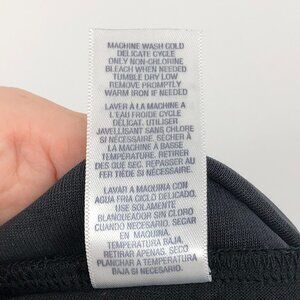 MACHINE WASH COLD
DELICATE CYCLE
ONLY NON-CHLORINE
BLEACH WHEN NEEDED
TUMBLE DRY LOW
REMOVE PROMPTLY
WARM IRON IF NEEDED
LAVER À LA MACHINE A
L'EAU FROIDE CYCLE
DÉLICAT. UTILISER
JAVELLISANT SANS CHLORE
SI NÉCESSAIRE. SÉCHER À
LA MACHINE À BASSE
TEMPÉRATURE. RETIRER
DÈS QUE SEC. REPASSER AU
FER TIÈDE SI NÉCESSAIRE.
LAVAR A MAQUINA CON
AGUA FRIA CICLO DELICADO.
USE SOLAMENTE
BLANQUEADOR SIN CLORO
CUANDO NECESARIO. SECAR
EN MAQUINA,
TEMPERATURA BAJA.
RETIRAR APENAS, SECO
PLANCHAR A TEMPERATURA
BAJA SI NECESARIO.